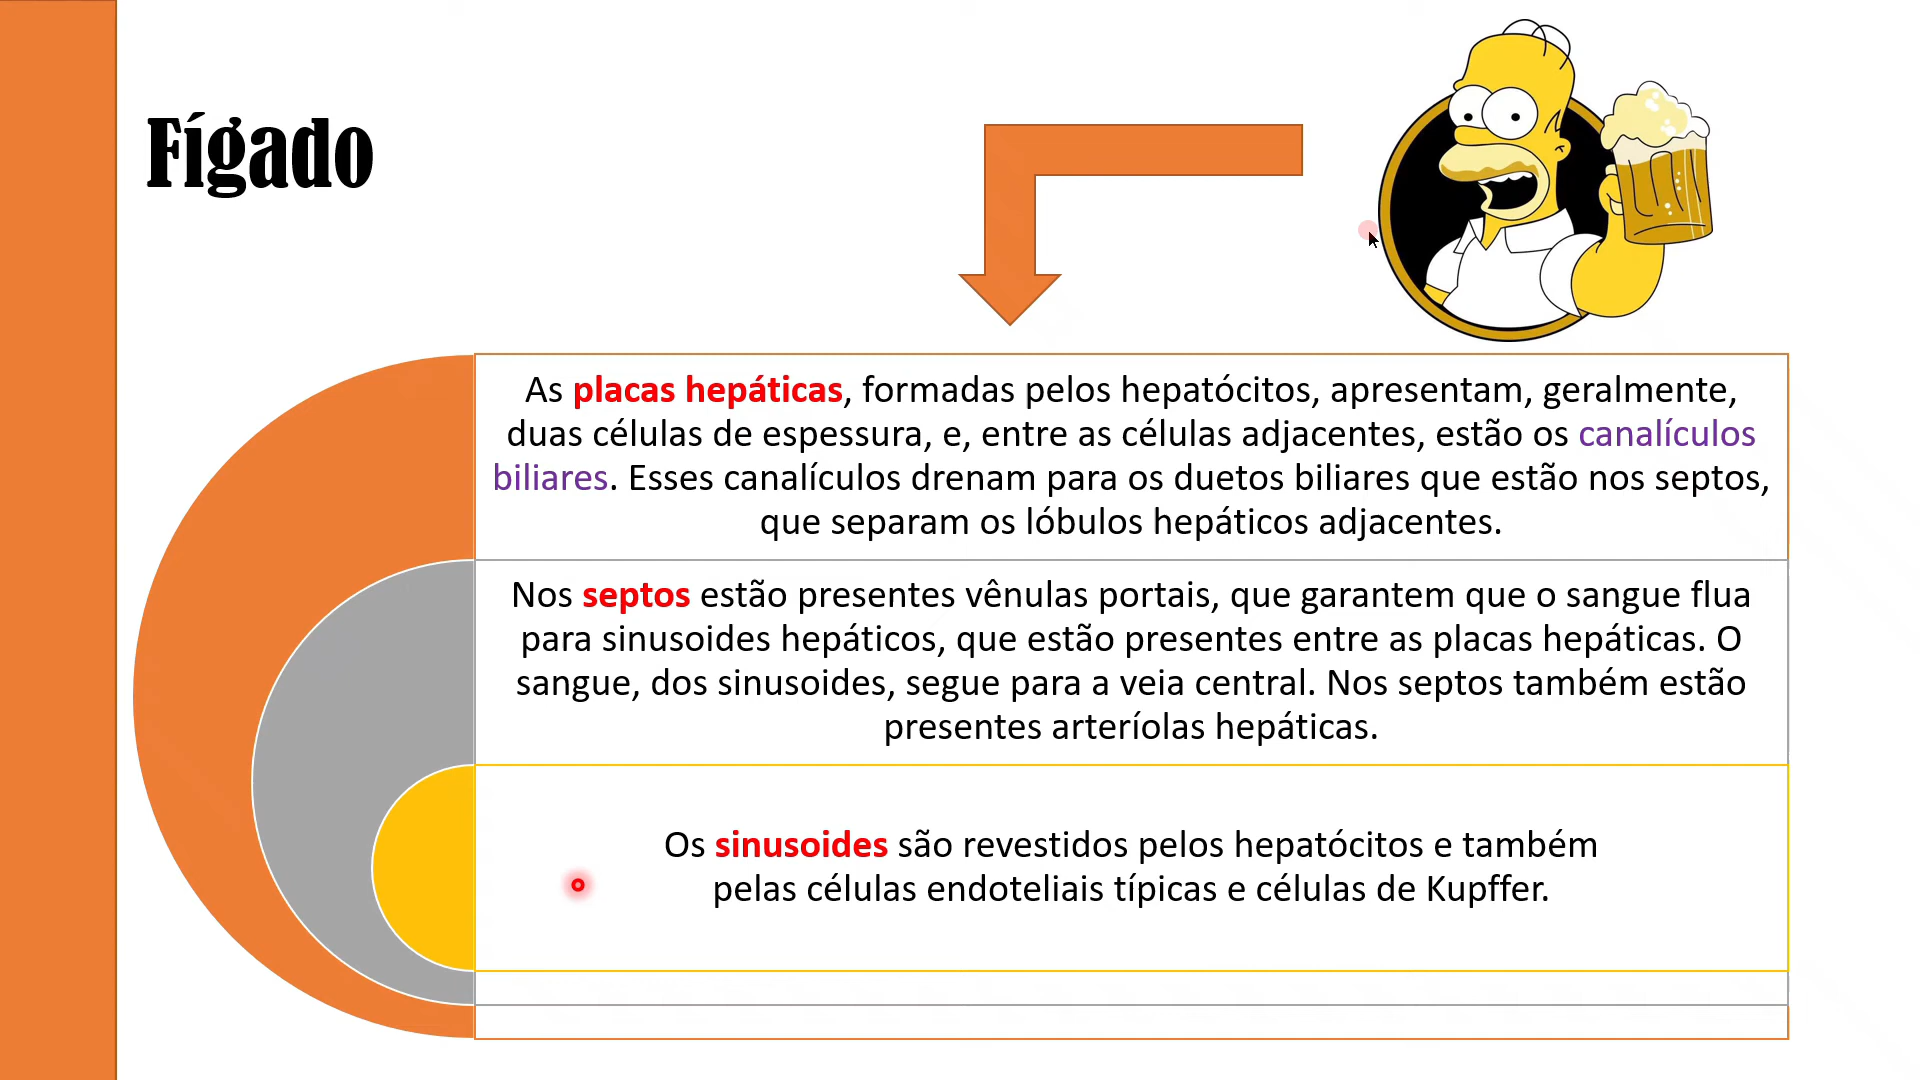 Fígado
As placas hepáticas, formadas pelos hepatócitos, apresentam, geralmente,
duas células de espessura, e, entre as células adjacentes, estão os canalículos
biliares. Esses canalículos drenam para os duetos biliares que estão nos septos,
que separam os lóbulos hepáticos adjacentes.
Nos septos estão presentes vênulas portais, que garantem que o sangue flua
para sinusoides hepáticos, que estão presentes entre as placas hepáticas. O
sangue, dos sinusoides, segue para a veia central. Nos septos também estão
presentes arteríolas hepáticas.
Os sinusoides são revestidos pelos hepatócitos e também
pelas células endoteliais típicas e células de Kupffer.